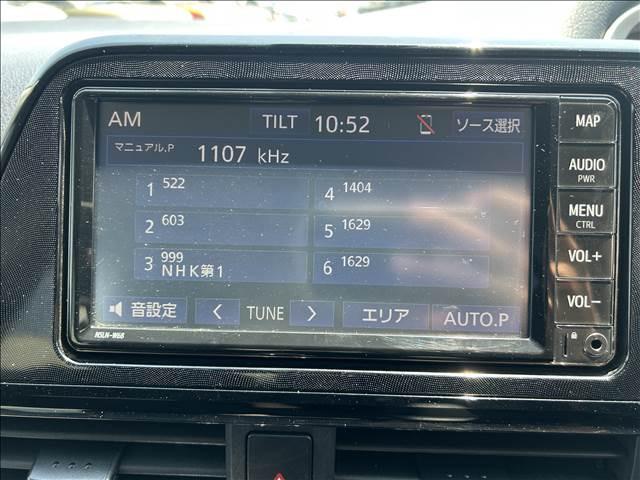 AM TILT 10:52 ソース選択
マニュアル.P 1107 kHz
1 522
2 603
3 999
NHK第1
4 1404
5 1629
6 1629
音設定 < TUNE > エリア AUTO.P
NSLN-W68
MAP
AUDIO
PWR
MENU
CTRL
VOL+
VOL-